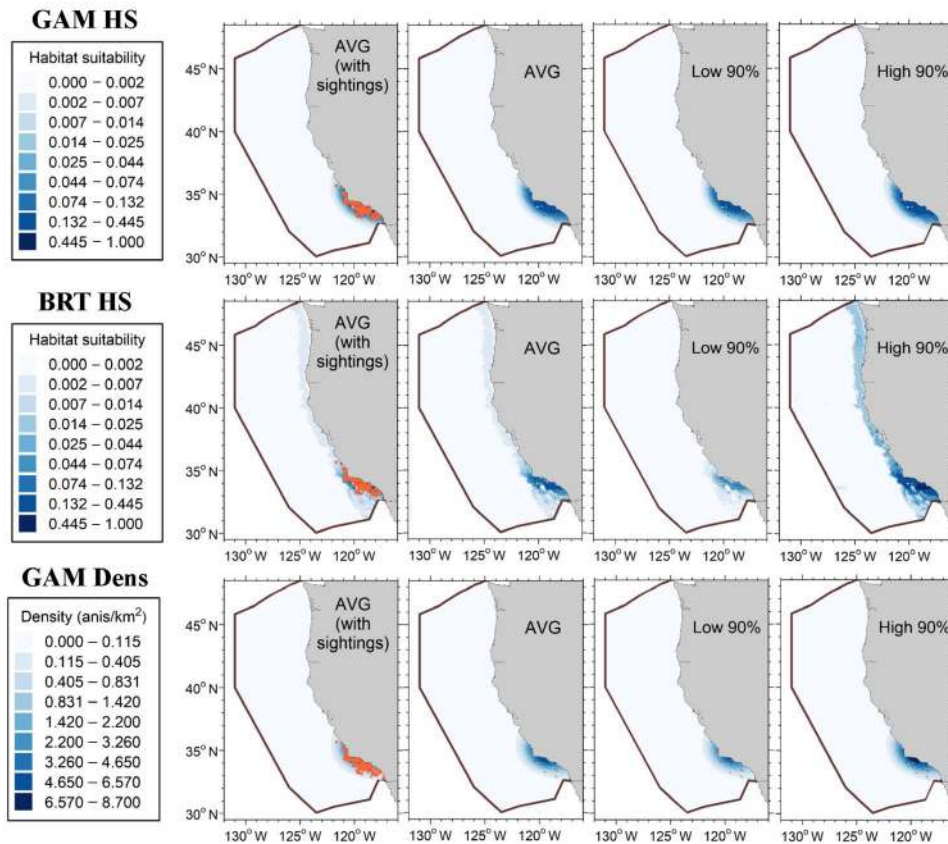 GAM HS
Habitat suitability
0.000 – 0.002
0.002 – 0.007
0.007 – 0.014
0.014 – 0.025
0.025 – 0.044
0.044 – 0.074
0.074 – 0.132
0.132 – 0.445
0.445 – 1.000
45° N
40° N
35° N
30° N
AVG
(with
sightings)
AVG
Low 90%
High 90%
130° W 125° W 120° W
130° W 125° W 120° W
130° W 125° W 120° W
130° W 125° W 120° W
BRT HS
Habitat suitability
0.000 – 0.002
0.002 – 0.007
0.007 – 0.014
0.014 – 0.025
0.025 – 0.044
0.044 – 0.074
0.074 – 0.132
0.132 – 0.445
0.445 – 1.000
45° N
40° N
35° N
30° N
AVG
(with
sightings)
AVG
Low 90%
High 90%
130° W 125° W 120° W
130° W 125° W 120° W
130° W 125° W 120° W
130° W 125° W 120° W
GAM Dens
Density (anis/km²)
0.000 – 0.115
0.115 – 0.405
0.405 – 0.831
0.831 – 1.420
1.420 – 2.200
2.200 – 3.260
3.260 – 4.650
4.650 – 6.570
6.570 – 8.700
45° N
40° N
35° N
30° N
AVG
(with
sightings)
AVG
Low 90%
High 90%
130° W 125° W 120° W
130° W 125° W 120° W
130° W 125° W 120° W
130° W 125° W 120° W